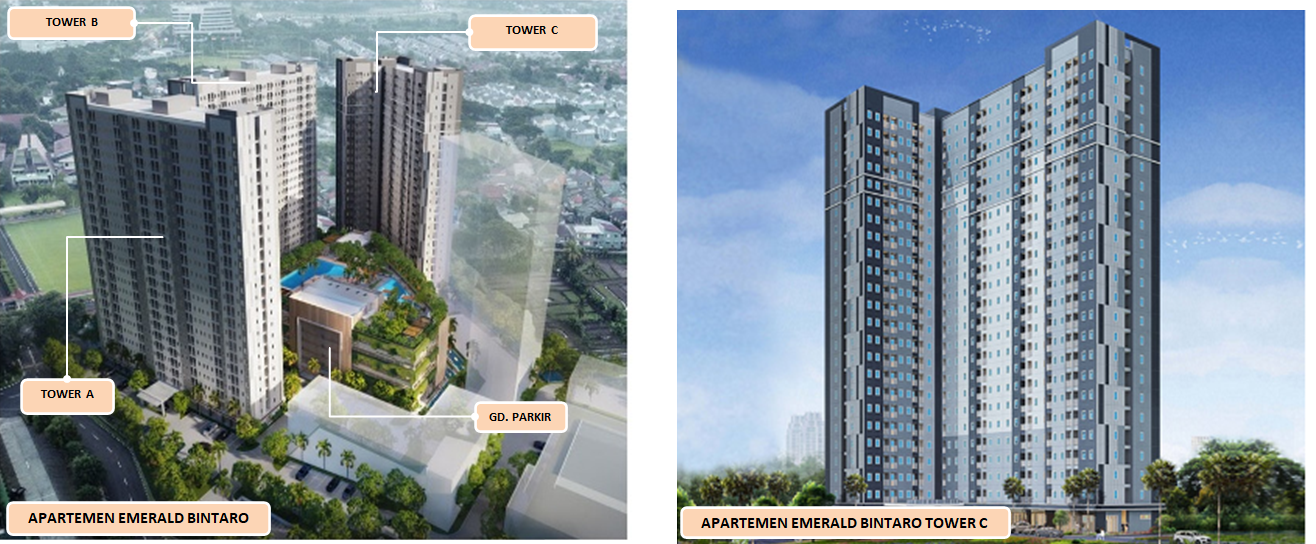 TOWER B
TOWER C
TOWER A
GD. PARKIR
APARTEMEN EMERALD BINTARO
APARTEMEN EMERALD BINTARO TOWER C